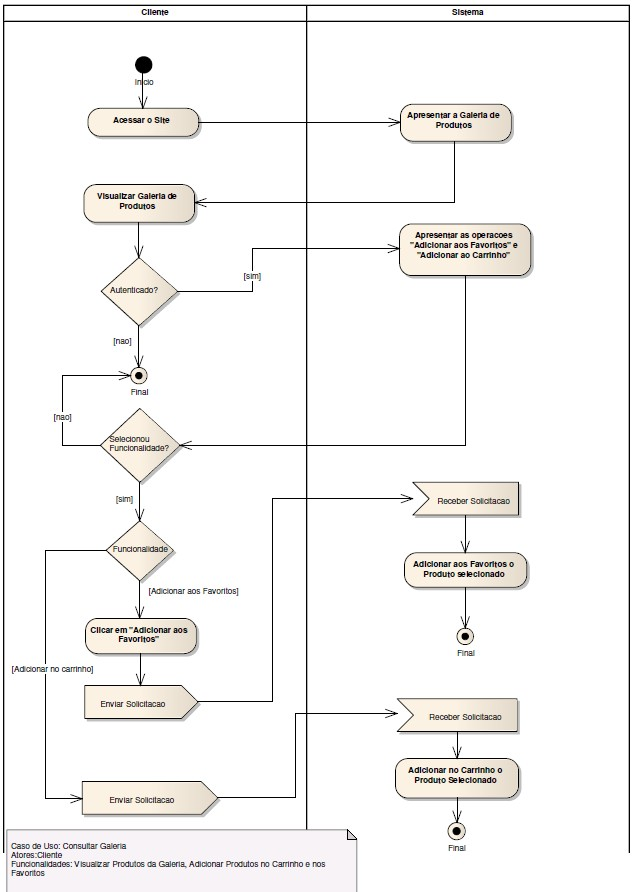 Cliente
Sistema
Inicio
Acessar o Site
Apresentar a Galeria de
Produtos
Visualizar Galeria de
Produtos
Apresentar as operacoes
"Adicionar aos Favoritos" e
"Adicionar ao Carrinho"
Autenticado?
[sim]
[nao]
Final
[nao]
Selecionou
Funcionalidade?
[sim]
Receber Solicitacao
Funcionalidade
Adicionar aos Favoritos o
Produto selecionado
[Adicionar aos Favoritos]
Clicar em "Adicionar aos
Favoritos"
Final
[Adicionar no carrinho]
Enviar Solicitacao
Receber Solicitacao
Adicionar no Carrinho o
Produto Selecionado
Enviar Solicitacao
Final
Caso de Uso: Consultar Galeria
Atores:Cliente
Funcionalidades: Visualizar Produtos da Galeria, Adicionar Produtos no Carrinho e nos
Favoritos